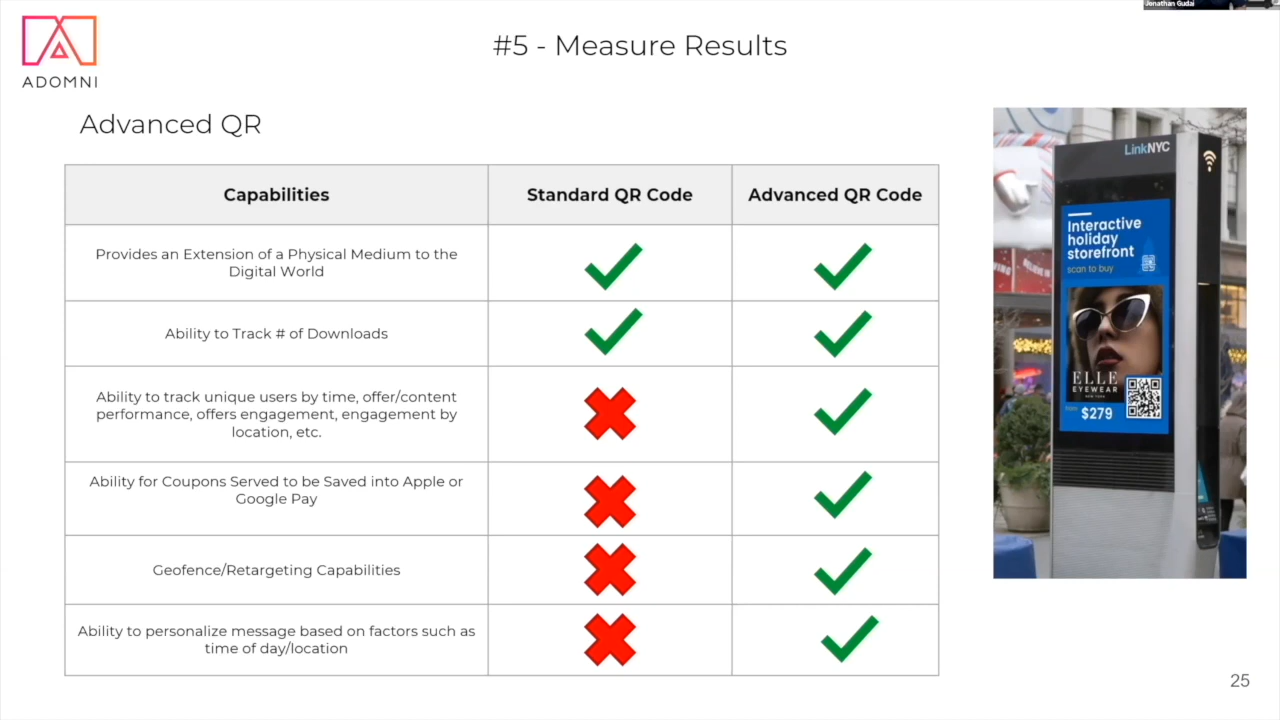 Jonathan Gudai
ADOMNI
#5 - Measure Results
Advanced QR
Capabilities
Standard QR Code
Advanced QR Code
Provides an Extension of a Physical Medium to the
Digital World
Ability to Track # of Downloads
Ability to track unique users by time, offer/content
performance, offers engagement, engagement by
location, etc.
Ability for Coupons Served to be Saved into Apple or
Google Pay
Geofence/Retargeting Capabilities
Ability to personalize message based on factors such as
time of day/location
LinkNYC
Interactive
holiday
storefront
scan to buy
ELLE
EYEWEAR
NEW YORK
from
$279
25